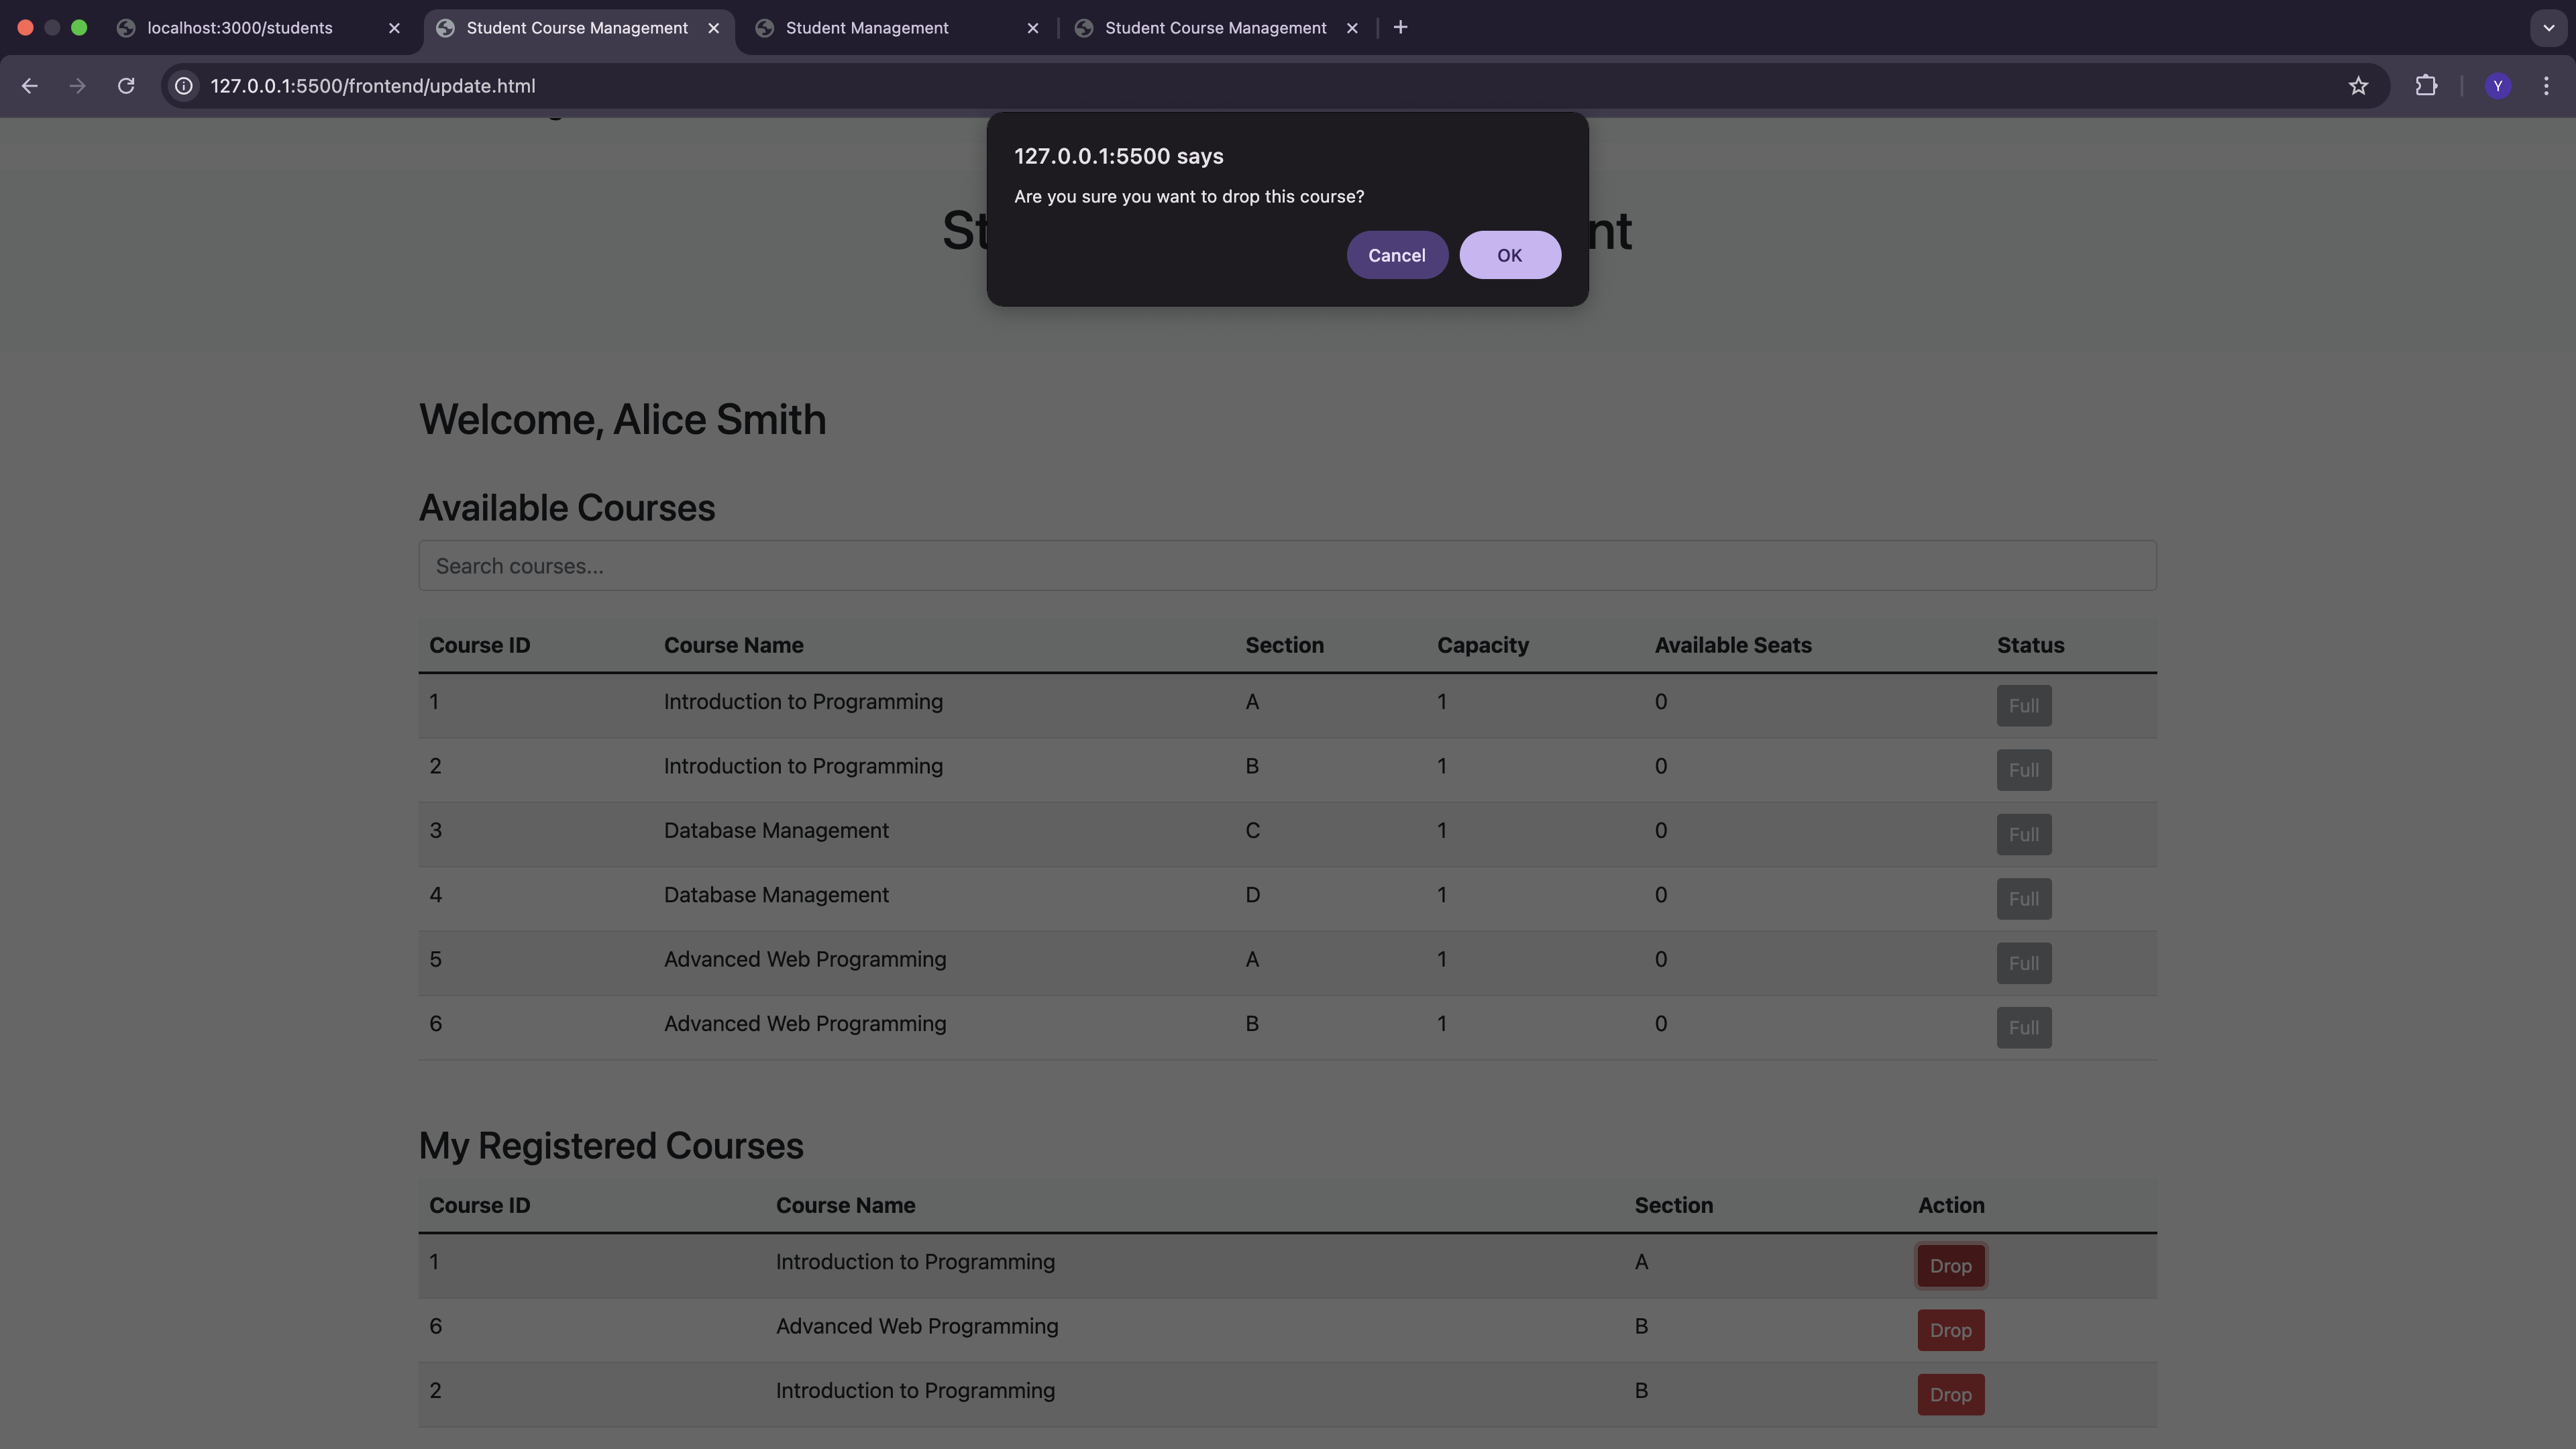 localhost:3000/students
Student Course Management
Student Management
Student Course Management
127.0.0.1:5500/frontend/update.html
Y
127.0.0.1:5500 says
Are you sure you want to drop this course?
Cancel OK
St nt
Welcome, Alice Smith
Available Courses
Search courses...
Course ID Course Name Section Capacity Available Seats Status
1 Introduction to Programming A 1 0 Full
2 Introduction to Programming B 1 0 Full
3 Database Management C 1 0 Full
4 Database Management D 1 0 Full
5 Advanced Web Programming A 1 0 Full
6 Advanced Web Programming B 1 0 Full
My Registered Courses
Course ID Course Name Section Action
1 Introduction to Programming A Drop
6 Advanced Web Programming B Drop
2 Introduction to Programming B Drop